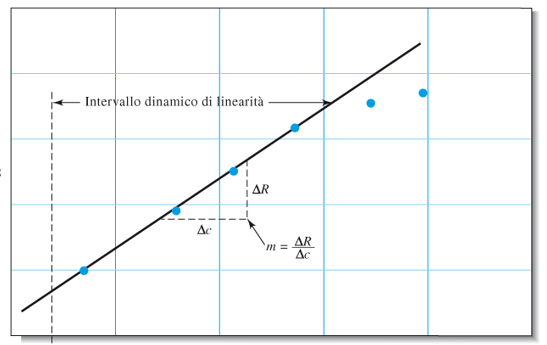 Intervallo dinamico di linearità
ΔR
Δc
m = ΔR/Δc